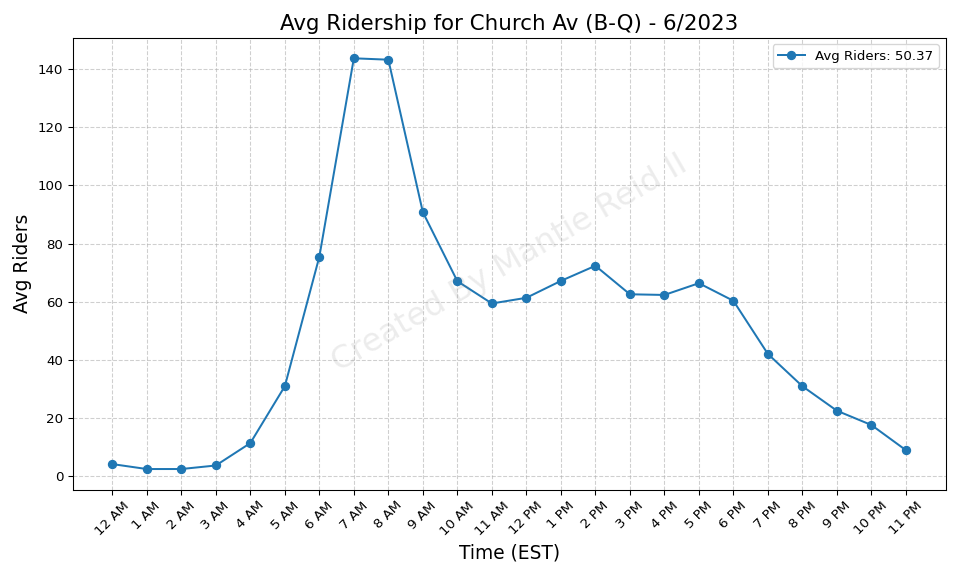 Avg Ridership for Church Av (B-Q) - 6/2023
Avg Riders: 50.37
Avg Riders
140
120
100
80
60
40
20
0
Created By Mantie Reid II
12 AM
1 AM
2 AM
3 AM
4 AM
5 AM
6 AM
7 AM
8 AM
9 AM
10 AM
11 AM
12 PM
1 PM
2 PM
3 PM
4 PM
5 PM
6 PM
7 PM
8 PM
9 PM
10 PM
11 PM
Time (EST)